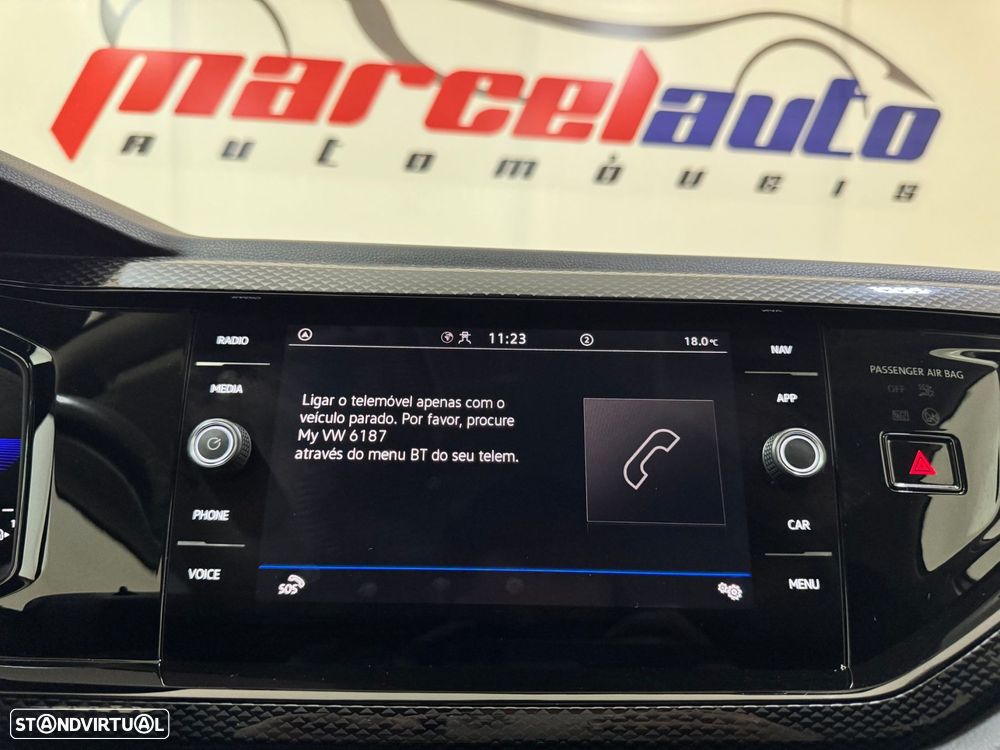 marcelauto
automóveis
RADIO
MEDIA
PHONE
VOICE
11:23
2
18.0°C
Ligar o telemóvel apenas com o
veículo parado. Por favor, procure
My VW 6187
através do menu BT do seu telem.
SOS
NAV
APP
CAR
MENU
PASSENGER AIR BAG
OFF
STANDVIRTUAL